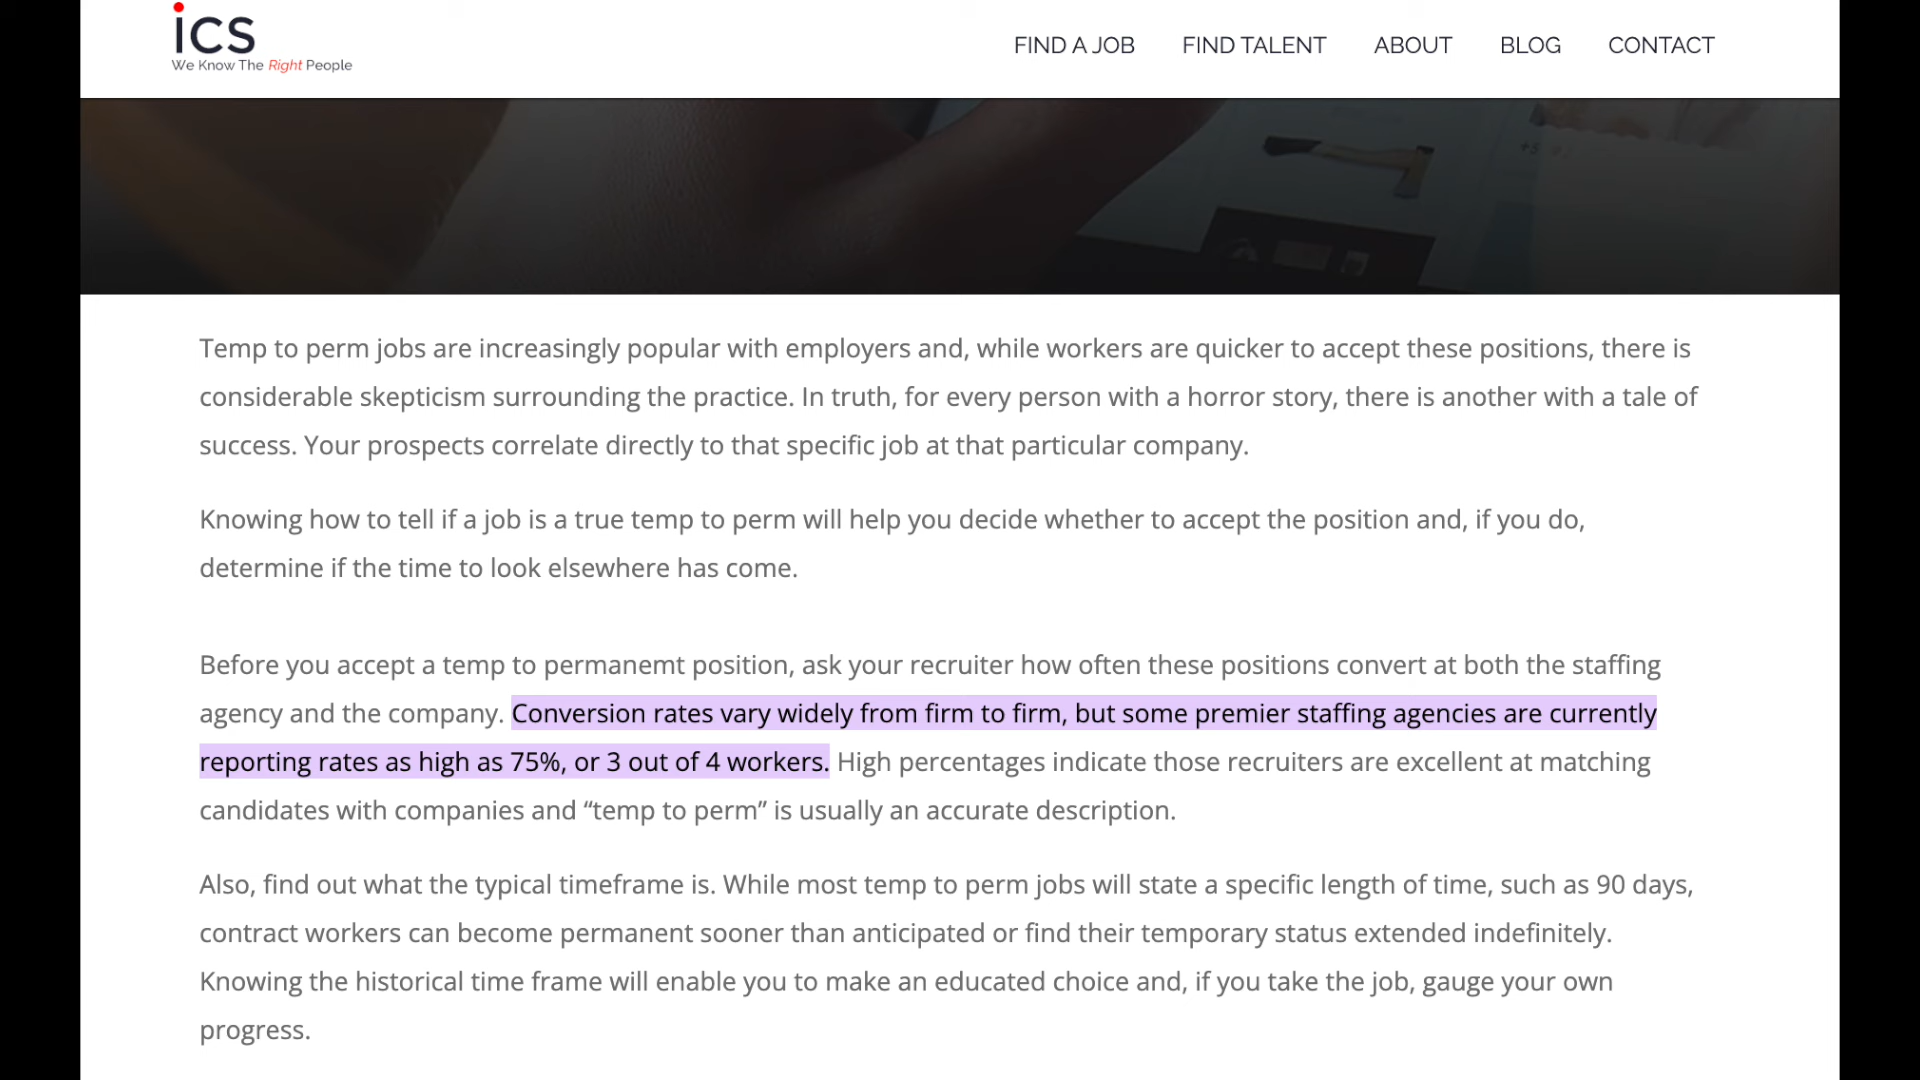 ics
We Know The Right People
FIND A JOB
FIND TALENT
ABOUT
BLOG
CONTACT
Temp to perm jobs are increasingly popular with employers and, while workers are quicker to accept these positions, there is
considerable skepticism surrounding the practice. In truth, for every person with a horror story, there is another with a tale of
success. Your prospects correlate directly to that specific job at that particular company.
Knowing how to tell if a job is a true temp to perm will help you decide whether to accept the position and, if you do,
determine if the time to look elsewhere has come.
Before you accept a temp to permanemt position, ask your recruiter how often these positions convert at both the staffing
agency and the company. Conversion rates vary widely from firm to firm, but some premier staffing agencies are currently
reporting rates as high as 75%, or 3 out of 4 workers. High percentages indicate those recruiters are excellent at matching
candidates with companies and “temp to perm” is usually an accurate description.
Also, find out what the typical timeframe is. While most temp to perm jobs will state a specific length of time, such as 90 days,
contract workers can become permanent sooner than anticipated or find their temporary status extended indefinitely.
Knowing the historical time frame will enable you to make an educated choice and, if you take the job, gauge your own
progress.